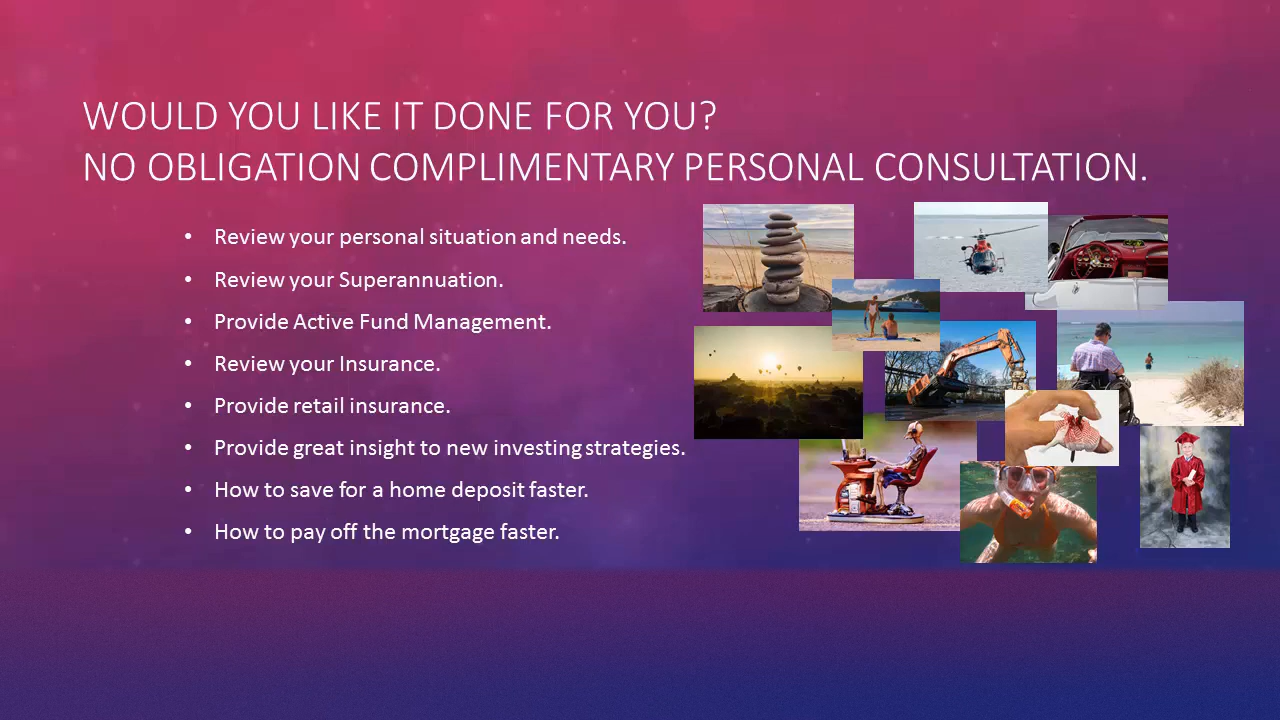 WOULD YOU LIKE IT DONE FOR YOU?
NO OBLIGATION COMPLIMENTARY PERSONAL CONSULTATION.
• Review your personal situation and needs.
• Review your Superannuation.
• Provide Active Fund Management.
• Review your Insurance.
• Provide retail insurance.
• Provide great insight to new investing strategies.
• How to save for a home deposit faster.
• How to pay off the mortgage faster.